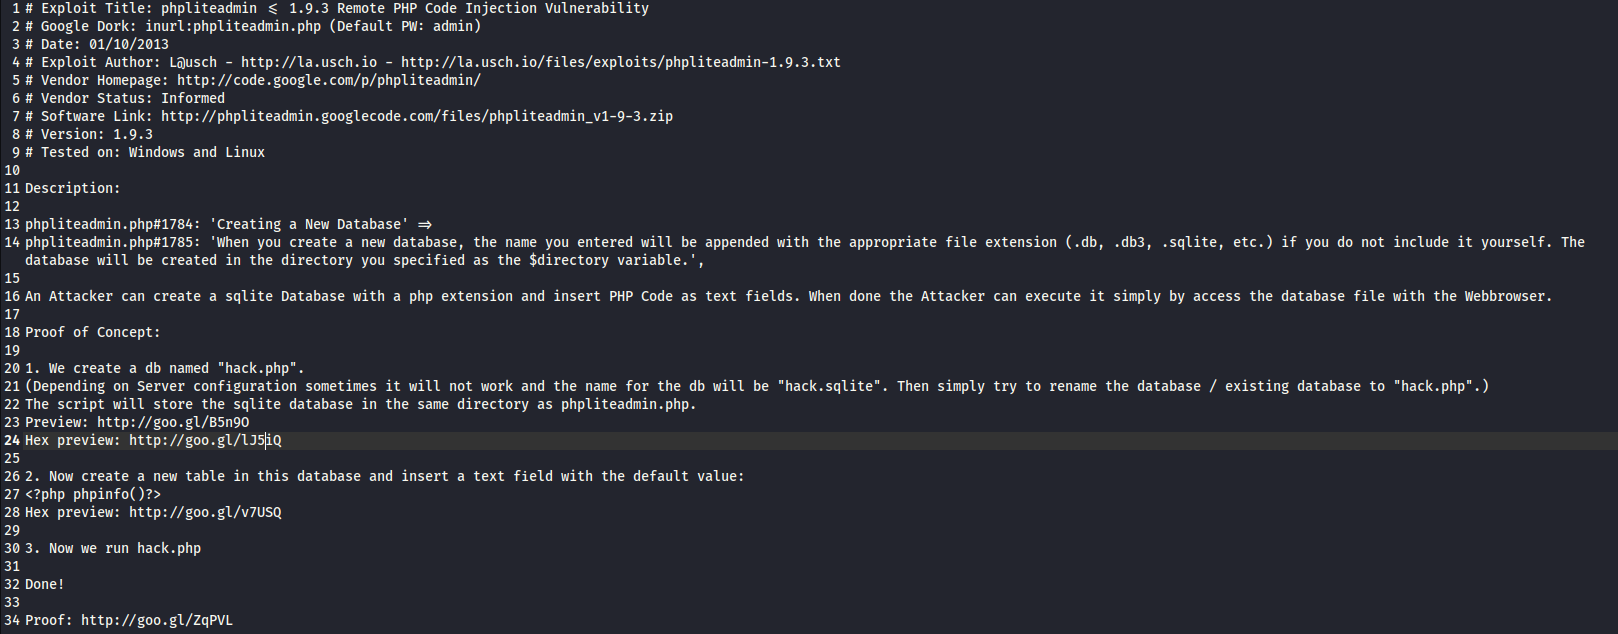 1 # Exploit Title: phpliteadmin <= 1.9.3 Remote PHP Code Injection Vulnerability
2 # Google Dork: inurl:phpliteadmin.php (Default PW: admin)
3 # Date: 01/10/2013
4 # Exploit Author: L@usch - http://la.usch.io - http://la.usch.io/files/exploits/phpliteadmin-1.9.3.txt
5 # Vendor Homepage: http://code.google.com/p/phpliteadmin/
6 # Vendor Status: Informed
7 # Software Link: http://phpliteadmin.googlecode.com/files/phpliteadmin_v1-9-3.zip
8 # Version: 1.9.3
9 # Tested on: Windows and Linux
10
11 Description:
12
13 phpliteadmin.php#1784: 'Creating a New Database' =>
14 phpliteadmin.php#1785: 'When you create a new database, the name you entered will be appended with the appropriate file extension (.db, .db3, .sqlite, etc.) if you do not include it yourself. The
database will be created in the directory you specified as the $directory variable.',
15
16 An Attacker can create a sqlite Database with a php extension and insert PHP Code as text fields. When done the Attacker can execute it simply by access the database file with the Webbrowser.
17
18 Proof of Concept:
19
20 1. We create a db named "hack.php".
21 (Depending on Server configuration sometimes it will not work and the name for the db will be "hack.sqlite". Then simply try to rename the database / existing database to "hack.php".)
22 The script will store the sqlite database in the same directory as phpliteadmin.php.
23 Preview: http://goo.gl/B5n9O
24 Hex preview: http://goo.gl/lJ5iQ
25
26 2. Now create a new table in this database and insert a text field with the default value:
27 <?php phpinfo()?>
28 Hex preview: http://goo.gl/v7USQ
29
30 3. Now we run hack.php
31
32 Done!
33
34 Proof: http://goo.gl/ZqPVL